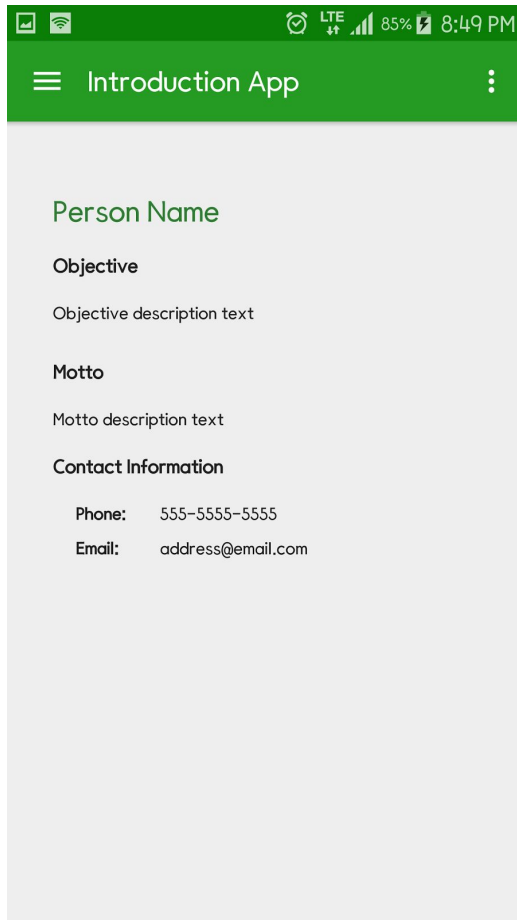 LTE 85% 8:49 PM
Introduction App
Person Name
Objective
Objective description text
Motto
Motto description text
Contact Information
Phone: 555-5555-5555
Email: address@email.com